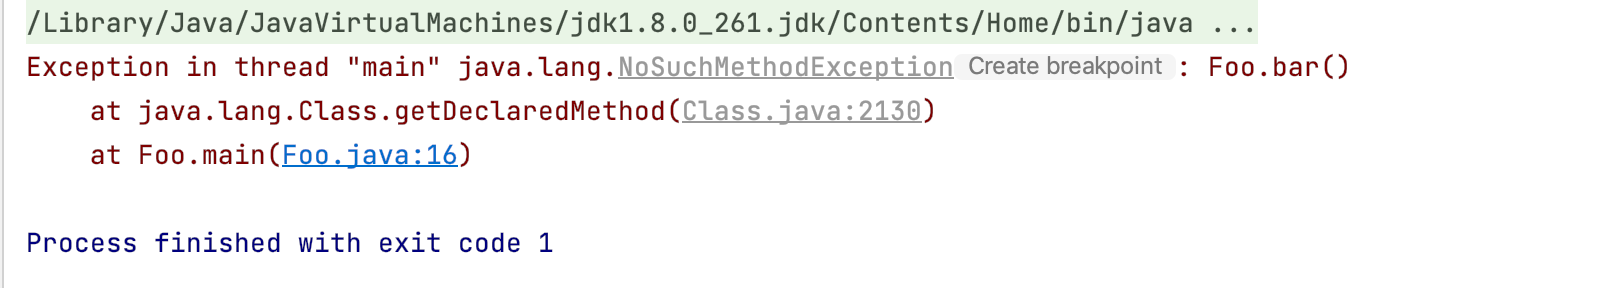 /Library/Java/JavaVirtualMachines/jdk1.8.0_261.jdk/Contents/Home/bin/java ...
Exception in thread "main" java.lang.NoSuchMethodException Create breakpoint : Foo.bar()
    at java.lang.Class.getDeclaredMethod(Class.java:2130)
    at Foo.main(Foo.java:16)
Process finished with exit code 1